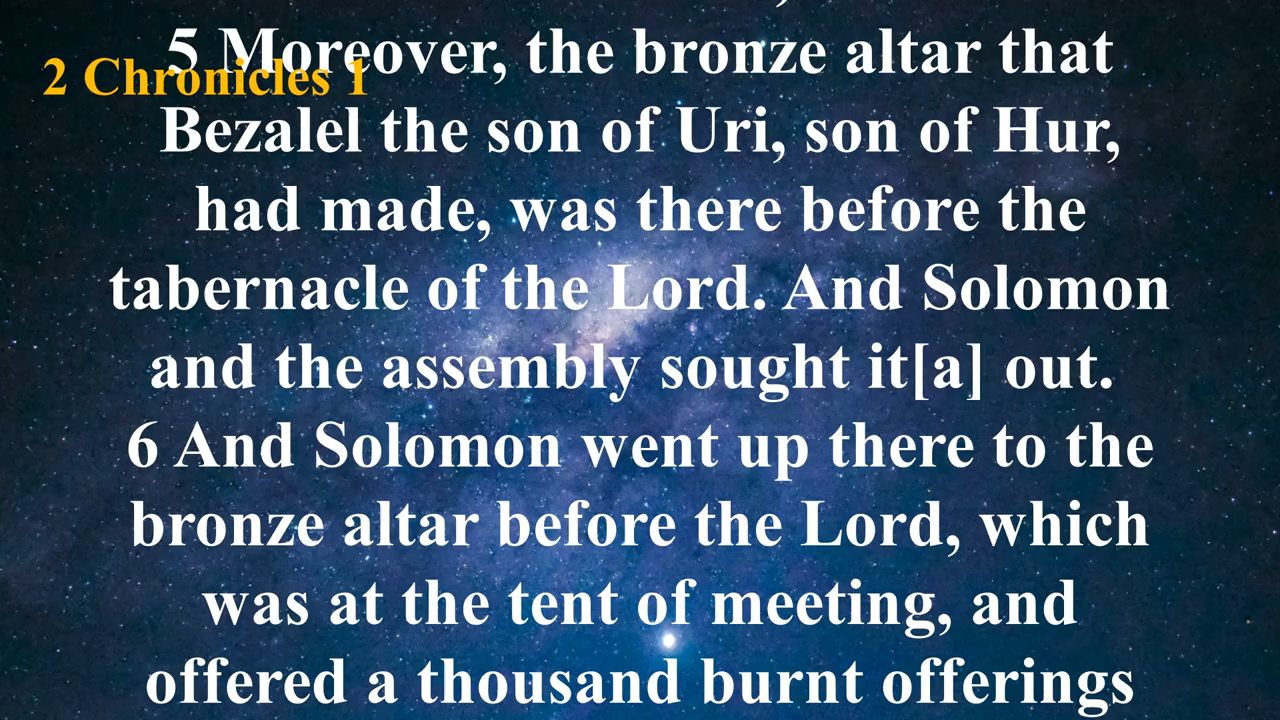 5 Moreover, the bronze altar that
2 Chronicles 1
Bezalel the son of Uri, son of Hur,
had made, was there before the
tabernacle of the Lord. And Solomon
and the assembly sought it[a] out.
6 And Solomon went up there to the
bronze altar before the Lord, which
was at the tent of meeting, and
offered a thousand burnt offerings